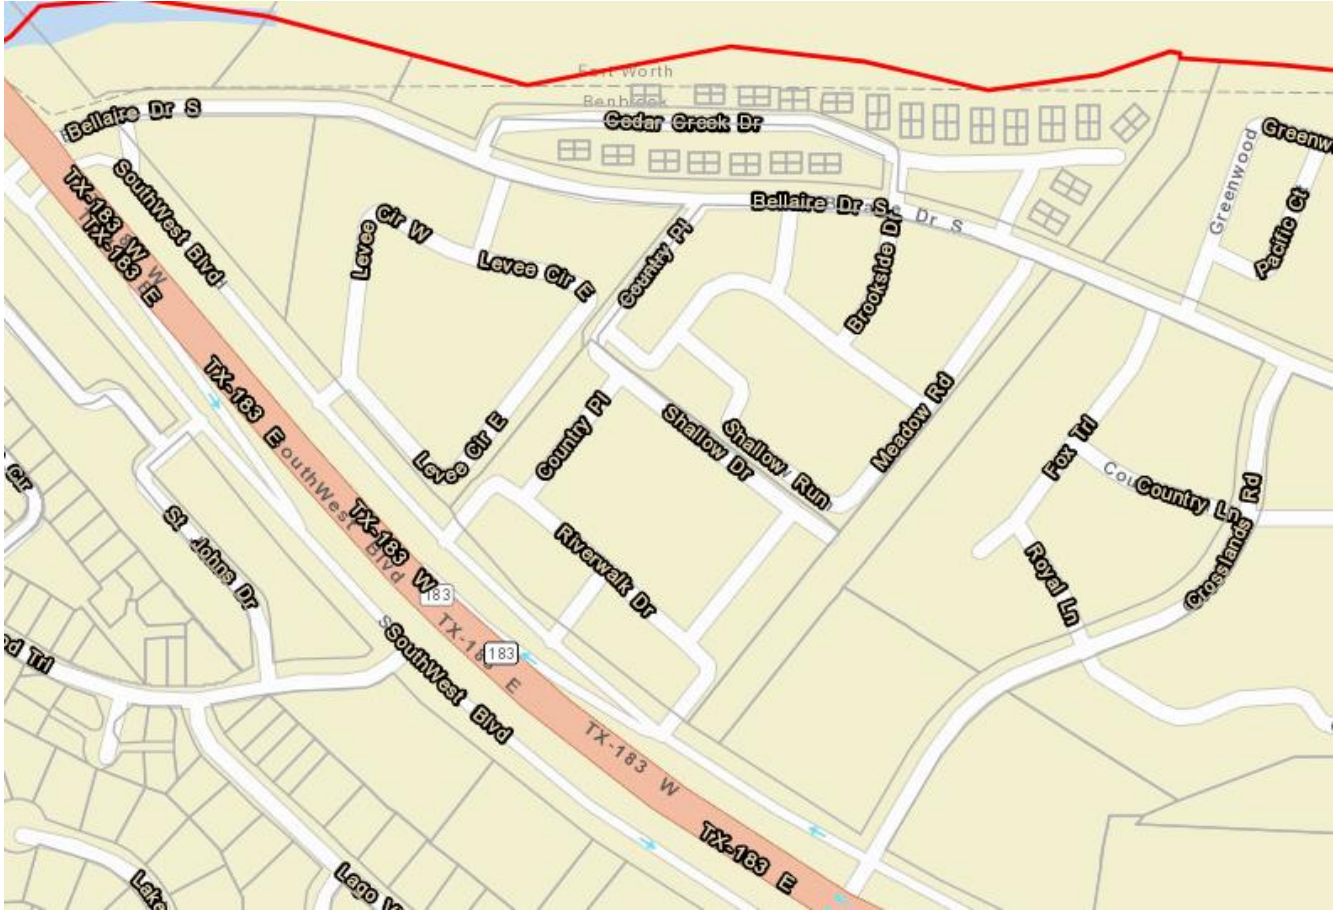 Fort Worth
Benbrook
Bellaire Dr S
Cedar Creek Dr
Greenwood
Pacific Ct
SouthWest Blvd
TX-183 W
TX-183 E
Levee Cir W
Levee Cir E
Country Pl
Bellaire Dr S
Dr S
Brookside Dr
TX-183 E
SouthWest Blvd
Levee Cir E
Country Pl
Shallow Dr
Shallow Run
Meadow Rd
Fox Trl
Country Ln
Crosslands Rd
Cir
St Johns Dr
TX-183 W
183
Riverwalk Dr
Royal Ln
183
TX-183 E
SouthWest Blvd
od Trl
TX-183 W
TX-183 E
Lake
Lago